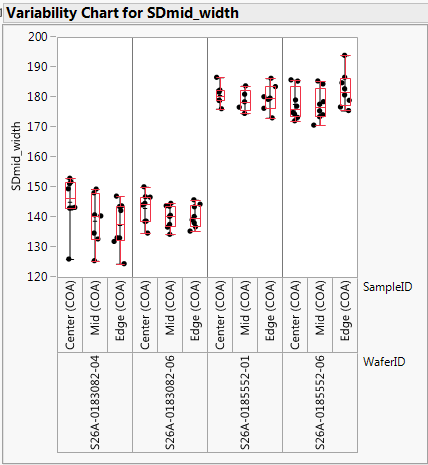 Variability Chart for SDmid_width
SDmid_width
200
190
180
170
160
150
140
130
120
Center (COA)
Mid (COA)
Edge (COA)
Center (COA)
Mid (COA)
Edge (COA)
Center (COA)
Mid (COA)
Edge (COA)
Center (COA)
Mid (COA)
Edge (COA)
SampleID
S26A-0183082-04
S26A-0183082-06
S26A-0185552-01
S26A-0185552-06
WaferID